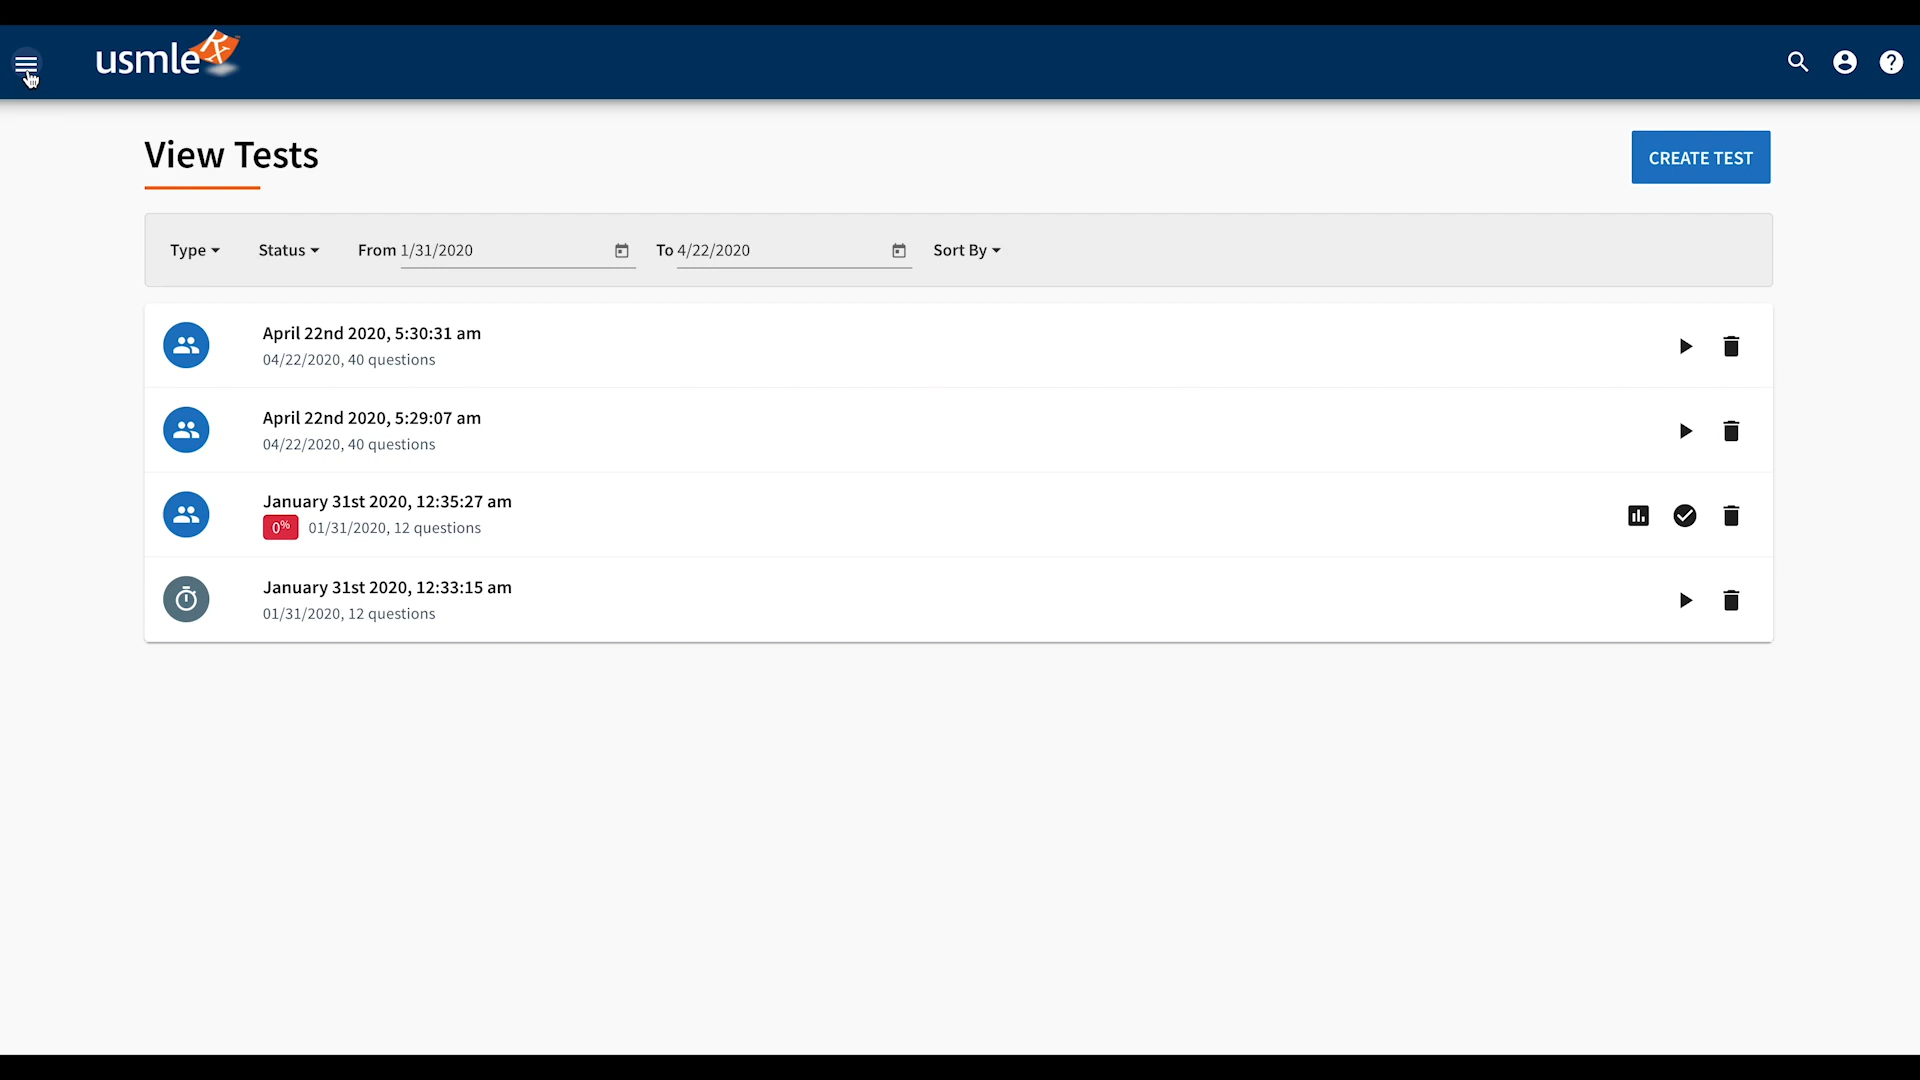 usmle Rx
View Tests
CREATE TEST
Type Status From 1/31/2020 To 4/22/2020 Sort By
April 22nd 2020, 5:30:31 am
04/22/2020, 40 questions
April 22nd 2020, 5:29:07 am
04/22/2020, 40 questions
January 31st 2020, 12:35:27 am
0% 01/31/2020, 12 questions
January 31st 2020, 12:33:15 am
01/31/2020, 12 questions